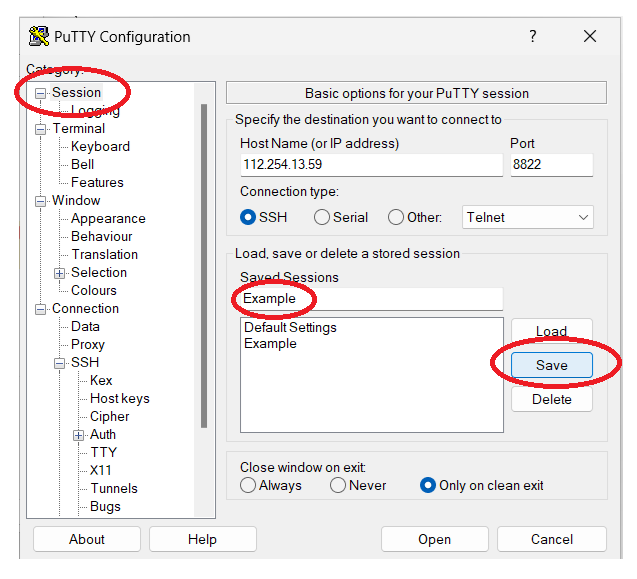 PuTTY Configuration
?
Category:
Session
Logging
Terminal
Keyboard
Bell
Features
Window
Appearance
Behaviour
Translation
Selection
Colours
Connection
Data
Proxy
SSH
Kex
Host keys
Cipher
Auth
TTY
X11
Tunnels
Bugs
Basic options for your PuTTY session
Specify the destination you want to connect to
Host Name (or IP address) Port
112.254.13.59 8822
Connection type:
SSH Serial Other: Telnet
Load, save or delete a stored session
Saved Sessions
Example
Default Settings
Example
Load
Save
Delete
Close window on exit:
Always Never Only on clean exit
About Help Open Cancel